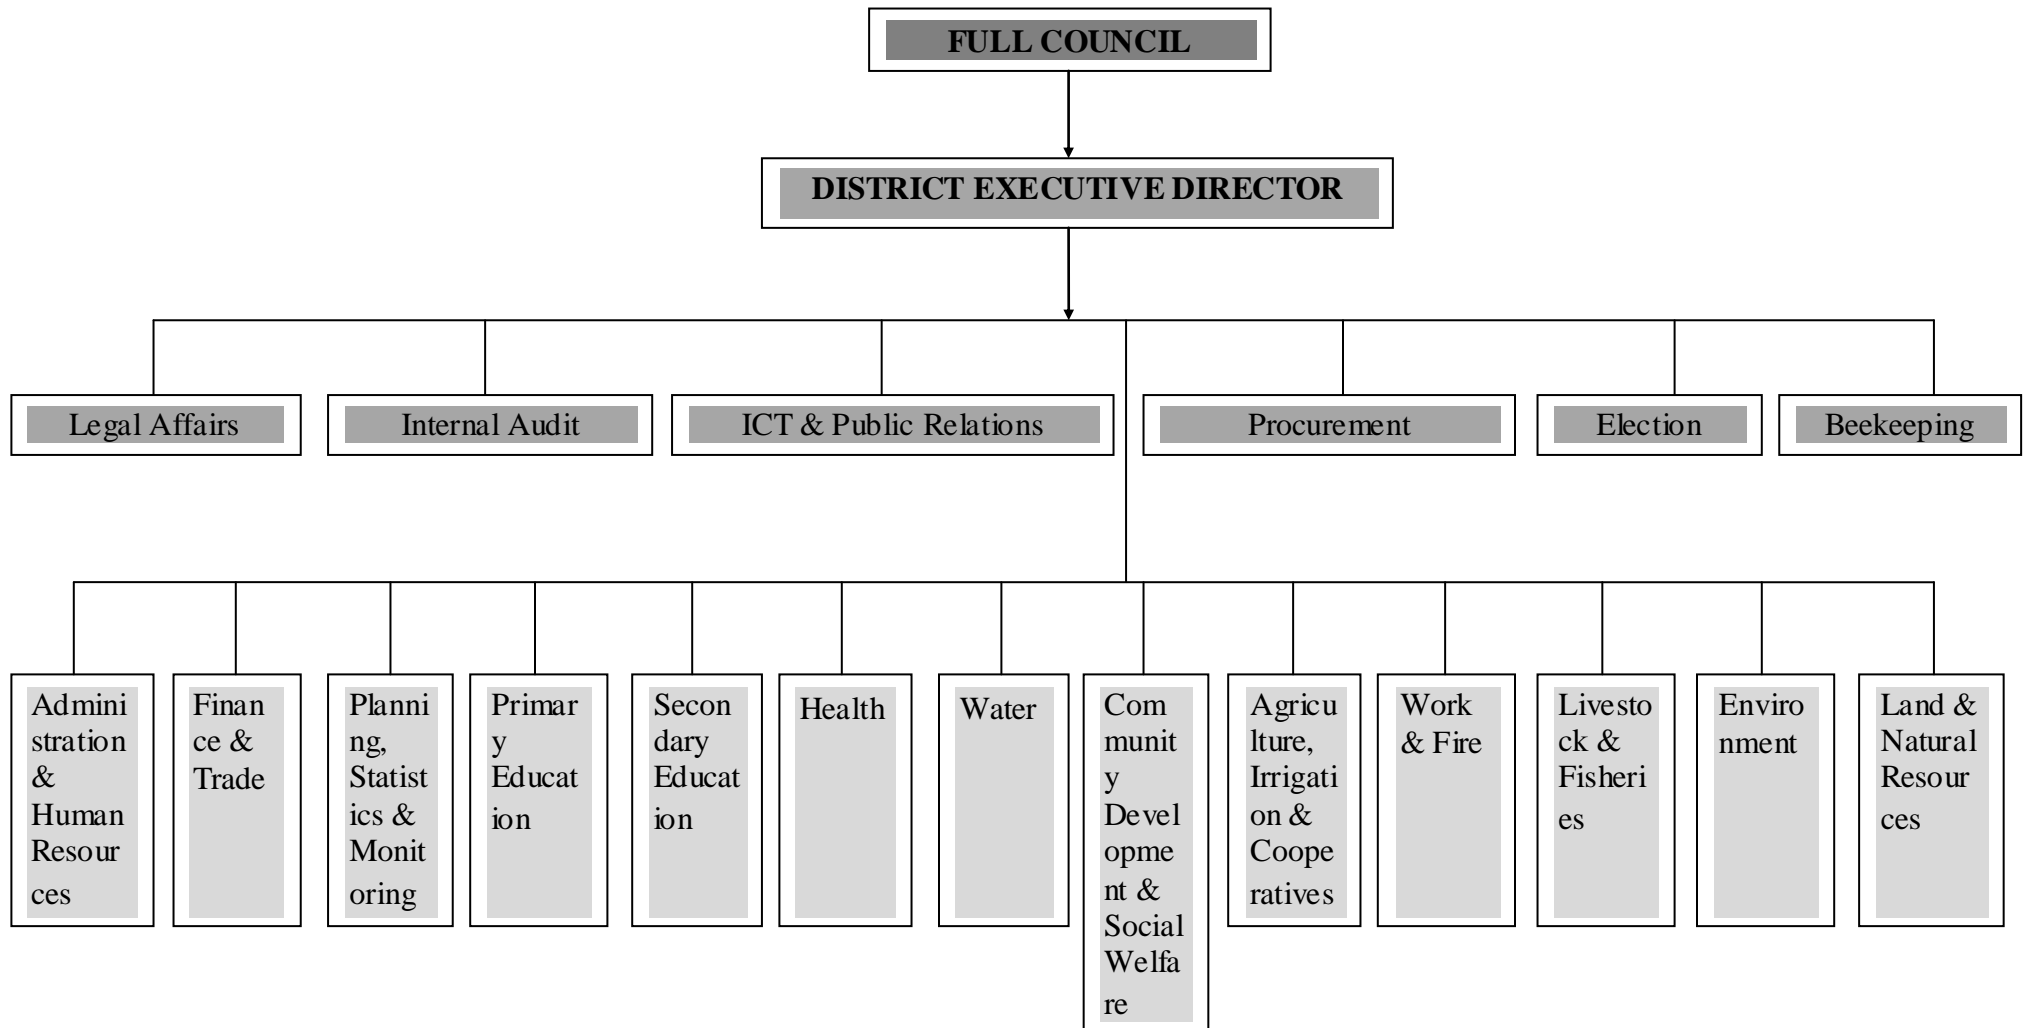 FULL COUNCIL
DISTRICT EXECUTIVE DIRECTOR
Legal Affairs
Internal Audit
ICT & Public Relations
Procurement
Election
Beekeeping
Admini
stration
&
Human
Resour
ces
Finan
ce &
Trade
Planni
ng,
Statist
ics &
Monit
oring
Primar
y
Educat
ion
Secon
dary
Educat
ion
Health
Water
Com
munit
y
Devel
opme
nt &
Social
Welfa
re
Agricu
lture,
Irrigati
on &
Coope
ratives
Work
& Fire
Livesto
ck &
Fisheri
es
Enviro
nment
Land &
Natural
Resour
ces